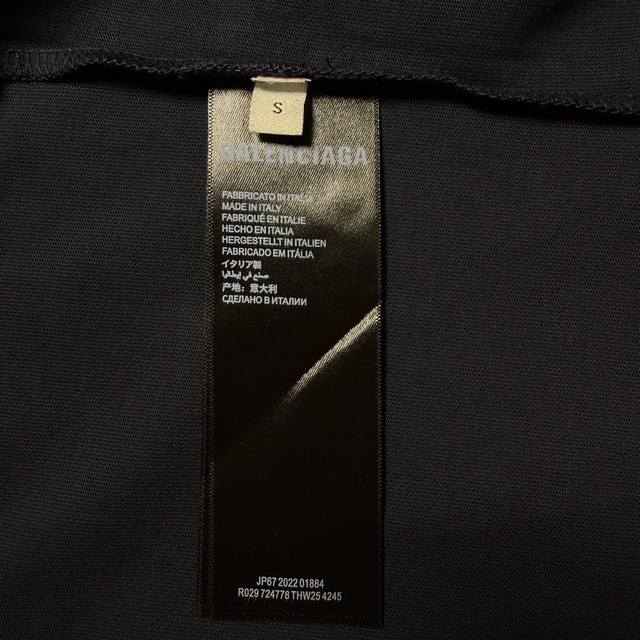 S
BALENCIAGA
FABBRICATO IN ITALIA
MADE IN ITALY
FABRIQUÉ EN ITALIE
HECHO EN ITALIA
HERGESTELLT IN ITALIEN
FABRICADO EM ITÁLIA
イタリア製
صنع في إيطاليا
产地：意大利
СДЕЛАНО В ИТАЛИИ
JP67 2022 01884
R029 724778 THW25 4245